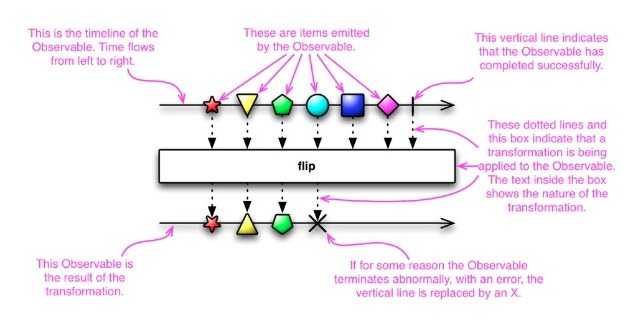 This is the timeline of the
Observable. Time flows
from left to right.
These are items emitted
by the Observable.
This vertical line indicates
that the Observable has
completed successfully.
These dotted lines and
this box indicate that a
transformation is being
applied to the Observable.
The text inside the box
shows the nature of the
transformation.
flip
This Observable is
the result of the
transformation.
If for some reason the Observable
terminates abnormally, with an error, the
vertical line is replaced by an X.